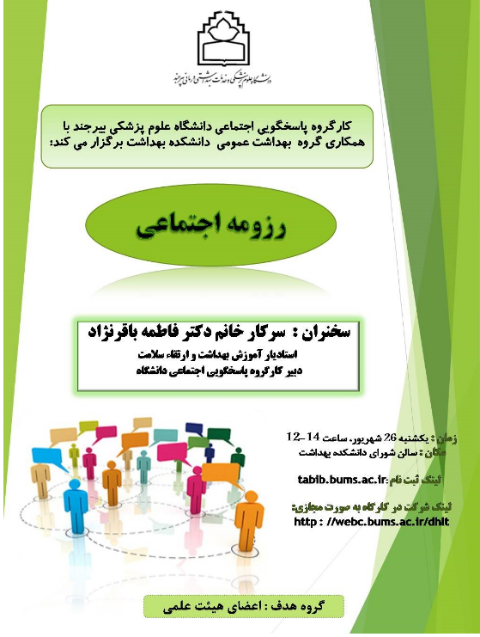 دانشگاه علوم پزشکی و خدمات بهداشتی درمانی بیرجند
کارگروه پاسخگویی اجتماعی دانشگاه علوم پزشکی بیرجند با
همکاری گروه بهداشت عمومی دانشکده بهداشت برگزار می کند:
رزومه اجتماعی
سخنران : سرکار خانم دکتر فاطمه باقرنژاد
استادیار آموزش بهداشت و ارتقاء سلامت
دبیر کارگروه پاسخگویی اجتماعی دانشگاه
زمان : یکشنبه 26 شهریور، ساعت 14-12
مکان : سالن شورای دانشکده بهداشت
لینک ثبت نام :tabib.bums.ac.ir
لینک شرکت در کارگاه به صورت مجازی:
http : //webc.bums.ac.ir/dhlt
گروه هدف : اعضای هیئت علمی